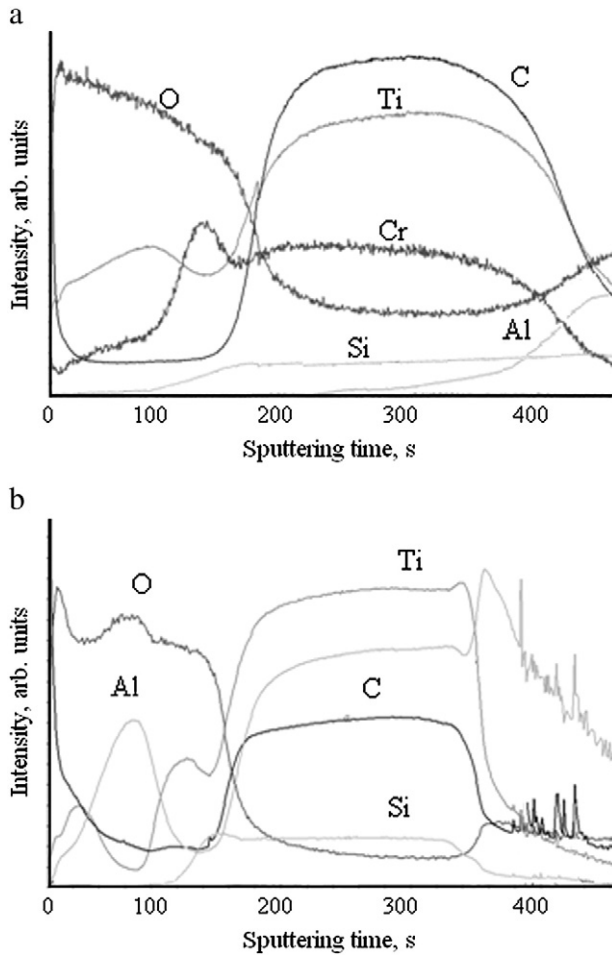 a
O
C
Ti
Cr
Al
Si
Intensity, arb. units
0 100 200 300 400
Sputtering time, s
b
Ti
O
Al
C
Si
Intensity, arb. units
0 100 200 300 400
Sputtering time, s